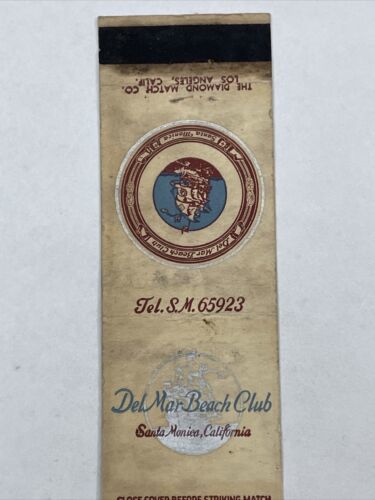 THE DIAMOND MATCH CO.
LOS ANGELES, CALIF.
Santa Monica
Del Mar Beach Club
Tel. S.M. 65923
Del Mar Beach Club
Santa Monica, California
CLOSE COVER BEFORE STRIKING MATCH